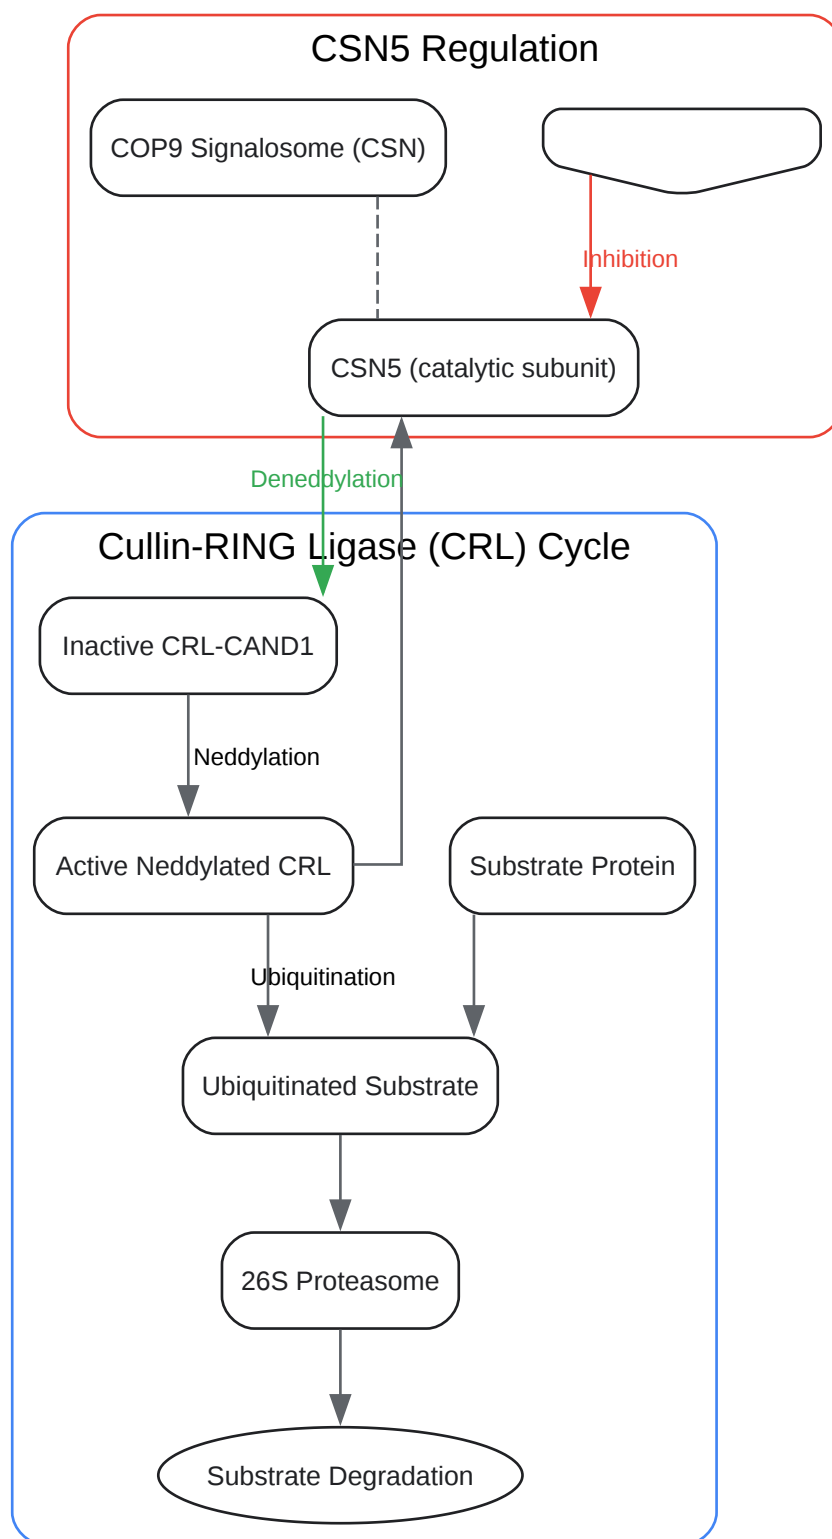 CSN5 Regulation
COP9 Signalosome (CSN)
Inhibition
CSN5 (catalytic subunit)
Deneddylation
Cullin-RING Ligase (CRL) Cycle
Inactive CRL-CAND1
Neddylation
Active Neddylated CRL
Substrate Protein
Ubiquitination
Ubiquitinated Substrate
26S Proteasome
Substrate Degradation